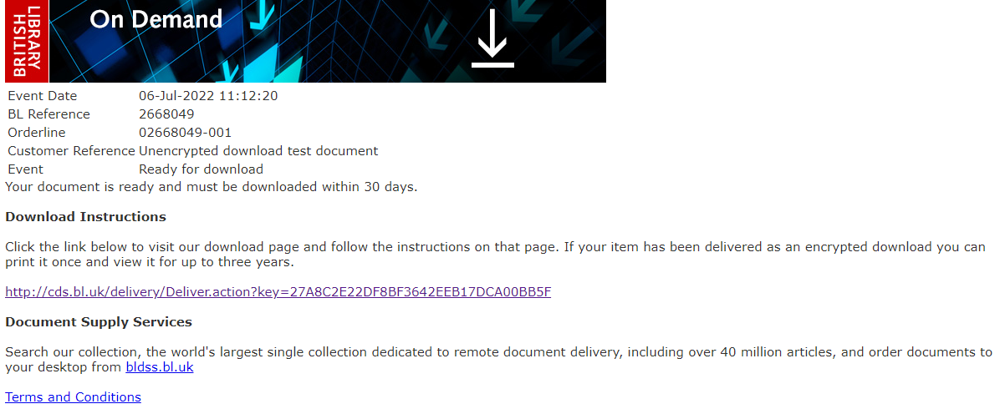 LIBRARY
BRITISH
On Demand
Event Date 06-Jul-2022 11:12:20
BL Reference 2668049
Orderline 02668049-001
Customer Reference Unencrypted download test document
Event Ready for download
Your document is ready and must be downloaded within 30 days.
Download Instructions
Click the link below to visit our download page and follow the instructions on that page. If your item has been delivered as an encrypted download you can
print it once and view it for up to three years.
http://cds.bl.uk/delivery/Deliver.action?key=27A8C2E22DF8BF3642EEB17DCA00BB5F
Document Supply Services
Search our collection, the world's largest single collection dedicated to remote document delivery, including over 40 million articles, and order documents to
your desktop from bldss.bl.uk
Terms and Conditions